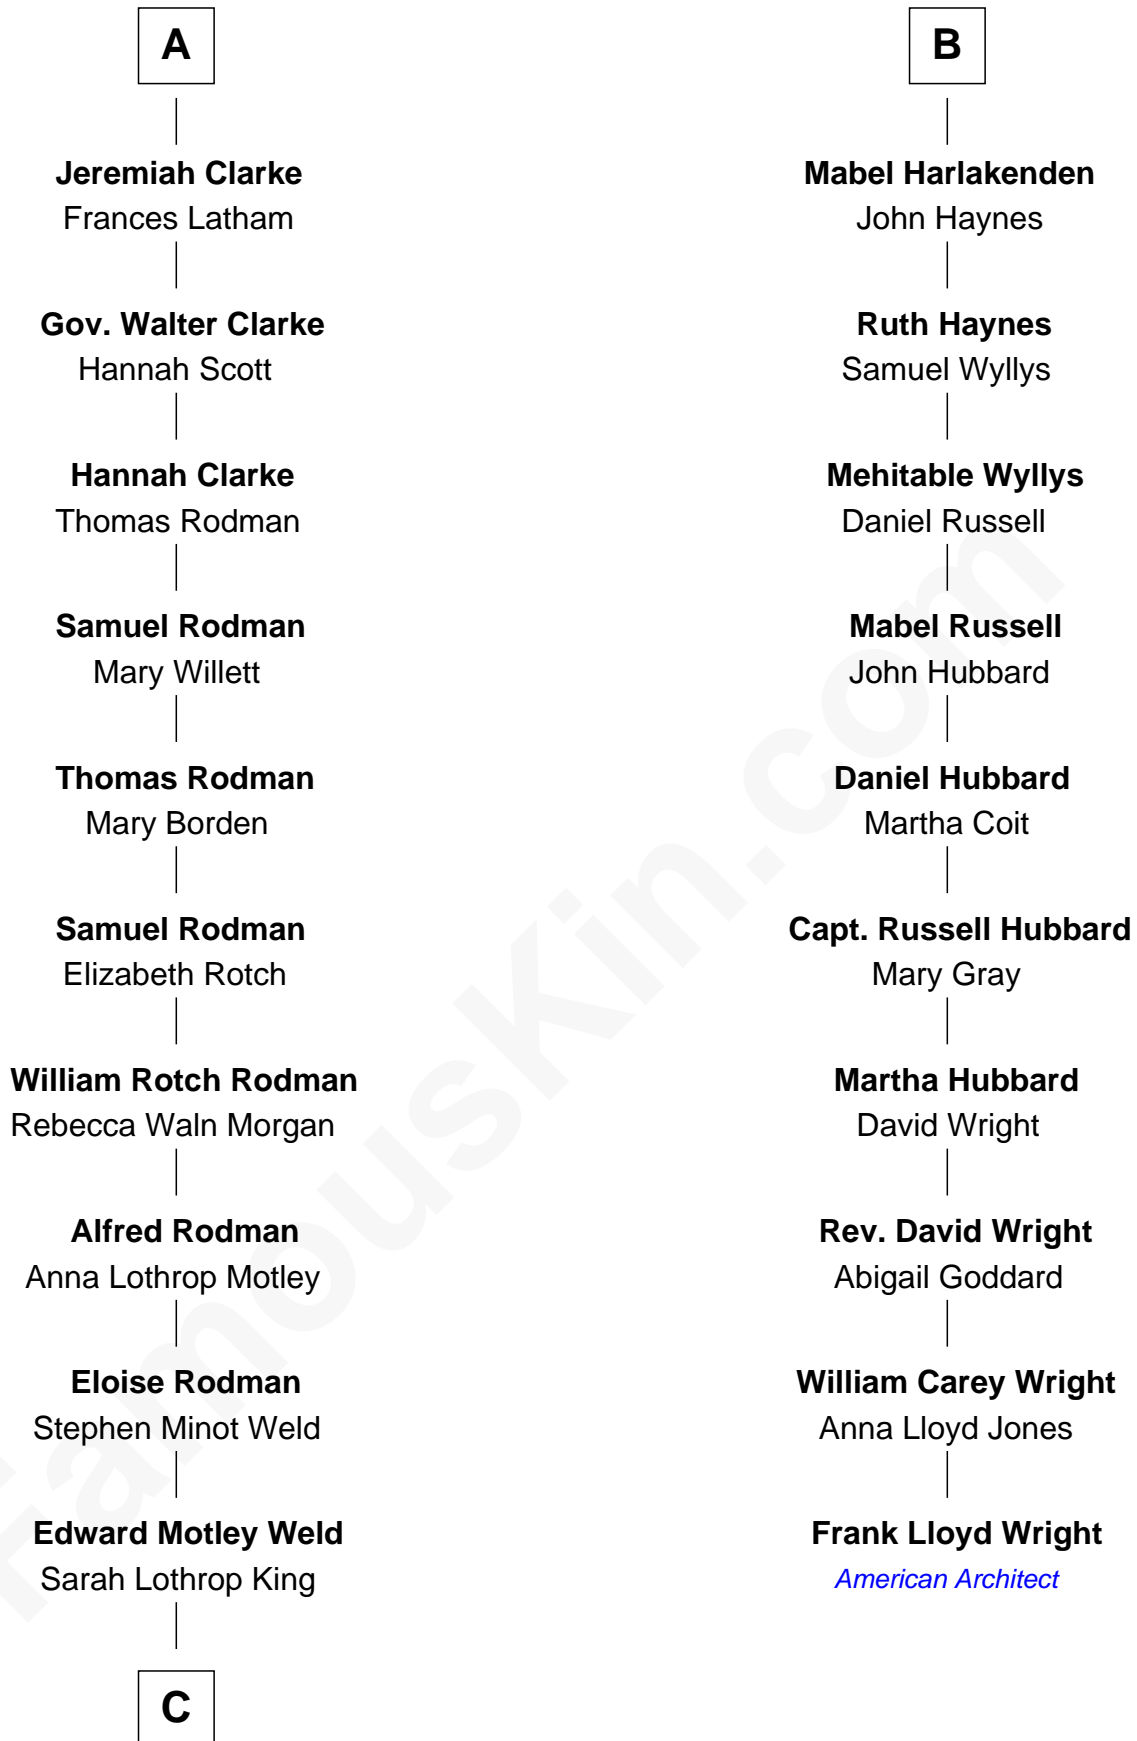 A
Jeremiah Clarke
Frances Latham
Gov. Walter Clarke
Hannah Scott
Hannah Clarke
Thomas Rodman
Samuel Rodman
Mary Willett
Thomas Rodman
Mary Borden
Samuel Rodman
Elizabeth Rotch
William Rotch Rodman
Rebecca Waln Morgan
Alfred Rodman
Anna Lothrop Motley
Eloise Rodman
Stephen Minot Weld
Edward Motley Weld
Sarah Lothrop King
C
B
Mabel Harlakenden
John Haynes
Ruth Haynes
Samuel Wyllys
Mehitable Wyllys
Daniel Russell
Mabel Russell
John Hubbard
Daniel Hubbard
Martha Coit
Capt. Russell Hubbard
Mary Gray
Martha Hubbard
David Wright
Rev. David Wright
Abigail Goddard
William Carey Wright
Anna Lloyd Jones
Frank Lloyd Wright
American Architect
FamousKin.com